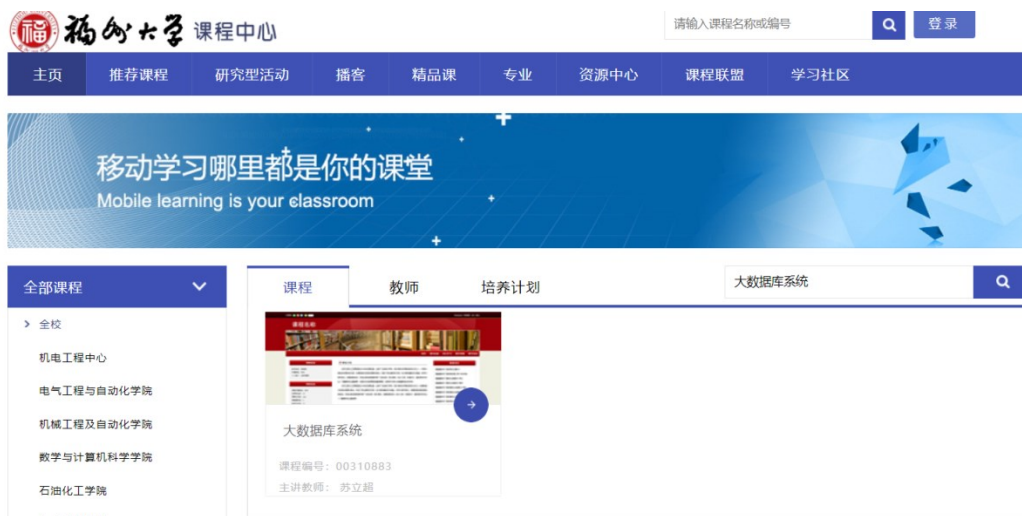 福
福州大学 课程中心
请输入课程名称或编号
登录
主页 推荐课程 研究型活动 播客 精品课 专业 资源中心 课程联盟 学习社区
移动学习哪里都是你的课堂
Mobile learning is your classroom
全部课程
课程 教师 培养计划
大数据库系统
> 全校
机电工程中心
电气工程与自动化学院
机械工程及自动化学院
数学与计算机科学学院
石油化工学院
课程名称
大数据库系统
课程编号：00310883
主讲教师： 苏立超